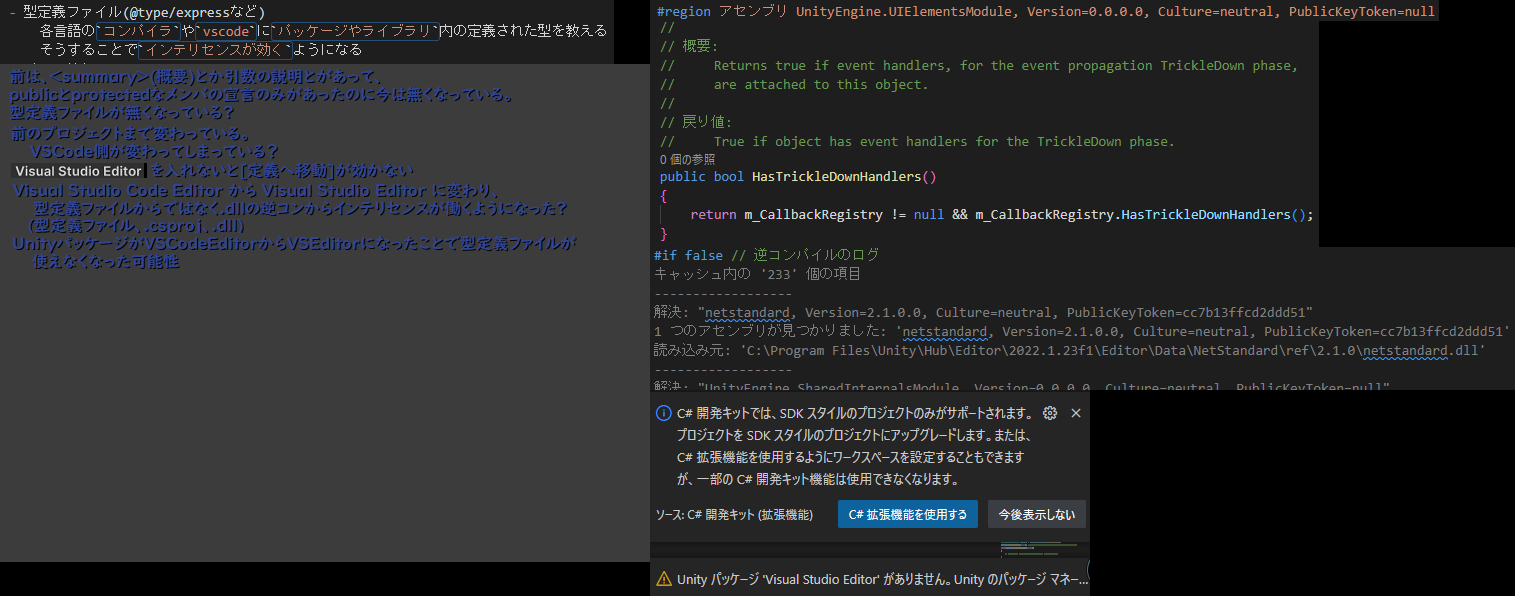 - 型定義ファイル(@type/expressなど)
各言語の`コンパイラ`や`vscode`に`パッケージやライブラリ`内の定義された型を教える
そうすることで`インテリセンスが効く`ようになる
前は、<summary>(概要)とか引数の説明とかあって、
publicとprotectedなメンバの宣言のみがあったのに今は無くなっている。
型定義ファイルが無くなっている?
前のプロジェクトまで変わっている。
VSCode側が変わってしまっている?
Visual Studio Editor を入れないと[定義へ移動]が効かない
Visual Studio Code Editor から Visual Studio Editor に変わり、
型定義ファイルからではなく、.dllの逆コンからインテリセンスが働くようになった?
(型定義ファイル、.csproj、.dll)
UnityパッケージがVSCodeEditorからVSEditorになったことで型定義ファイルが
使えなくなった可能性
#region アセンブリ UnityEngine.UIElementsModule, Version=0.0.0.0, Culture=neutral, PublicKeyToken=null
//
// 概要:
//     Returns true if event handlers, for the event propagation TrickleDown phase,
//     are attached to this object.
//
// 戻り値:
//     True if object has event handlers for the TrickleDown phase.
0 個の参照
public bool HasTrickleDownHandlers()
{
return m_CallbackRegistry != null && m_CallbackRegistry.HasTrickleDownHandlers();
}
#if false // 逆コンパイルのログ
キャッシュ内の '233' 個の項目
------------------
解決: "netstandard, Version=2.1.0.0, Culture=neutral, PublicKeyToken=cc7b13ffcd2ddd51"
1 つのアセンブリが見つかりました: 'netstandard, Version=2.1.0.0, Culture=neutral, PublicKeyToken=cc7b13ffcd2ddd51'
読み込み元: 'C:\Program Files\Unity\Hub\Editor\2022.1.23f1\Editor\Data\NetStandard\ref\2.1.0\netstandard.dll'
------------------
解決: "UnityEngine.SharedInternalsModule, Version=0.0.0.0, Culture=neutral, PublicKeyToken=null"
C# 開発キットでは、SDK スタイルのプロジェクトのみがサポートされます。
プロジェクトを SDK スタイルのプロジェクトにアップグレードします。または、
C# 拡張機能を使用するようにワークスペースを設定することもできます
が、一部の C# 開発キット機能は使用できなくなります。
ソース: C# 開発キット (拡張機能)
C# 拡張機能を使用する
今後表示しない
Unity パッケージ 'Visual Studio Editor' がありません。Unity のパッケージ マネー...